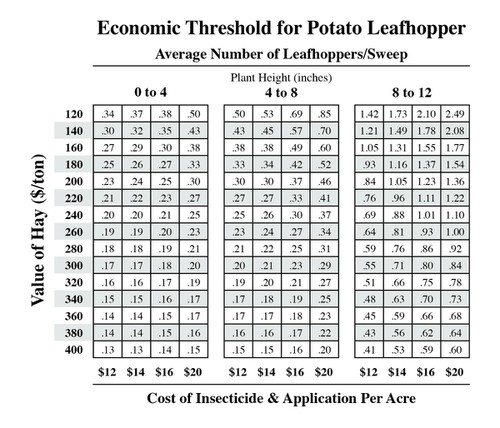 Economic Threshold for Potato Leafhopper
Average Number of Leafhoppers/Sweep
Plant Height (inches)
0 to 4 4 to 8 8 to 12
Value of Hay ($/ton)
120 .34 .37 .38 .50 .50 .53 .69 .85 1.42 1.73 2.10 2.49
140 .30 .32 .35 .43 .43 .45 .57 .70 1.21 1.49 1.78 2.08
160 .27 .29 .30 .38 .38 .38 .49 .60 1.05 1.31 1.55 1.77
180 .25 .26 .27 .33 .33 .34 .42 .52 .93 1.16 1.37 1.54
200 .23 .24 .25 .30 .30 .30 .37 .46 .84 1.05 1.23 1.36
220 .21 .22 .23 .27 .27 .27 .33 .41 .76 .96 1.11 1.22
240 .20 .20 .21 .25 .25 .26 .30 .37 .69 .88 1.01 1.10
260 .19 .19 .20 .23 .23 .24 .27 .34 .64 .81 .93 1.00
280 .18 .18 .19 .21 .21 .22 .25 .31 .59 .76 .86 .92
300 .17 .17 .18 .20 .20 .21 .23 .29 .55 .71 .80 .84
320 .16 .16 .17 .19 .19 .20 .21 .27 .51 .66 .75 .78
340 .15 .15 .16 .17 .17 .18 .19 .25 .48 .63 .70 .73
360 .14 .14 .15 .17 .17 .17 .18 .23 .45 .59 .66 .68
380 .14 .14 .15 .16 .16 .16 .17 .22 .43 .56 .62 .64
400 .13 .13 .14 .15 .15 .15 .16 .20 .41 .53 .59 .60
$12 $14 $16 $20 $12 $14 $16 $20 $12 $14 $16 $20
Cost of Insecticide & Application Per Acre